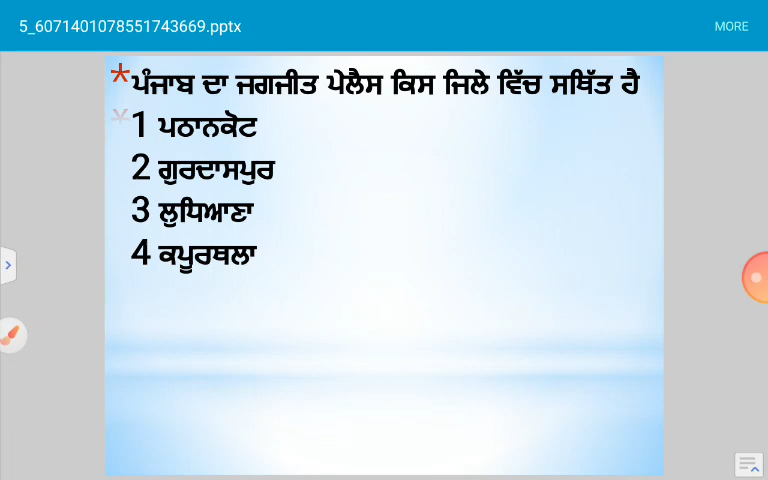 5_6071401078551743669.pptx
MORE
*ਪੰਜਾਬ ਦਾ ਜਗਜੀਤ ਪੇਲੈਸ ਕਿਸ ਜਿਲੇ ਵਿੱਚ ਸਥਿੱਤ ਹੈ
*1 ਪਠਾਨਕੋਟ
2 ਗੁਰਦਾਸਪੁਰ
3 ਲੁਧਿਆਣਾ
4 ਕਪੂਰਥਲਾ